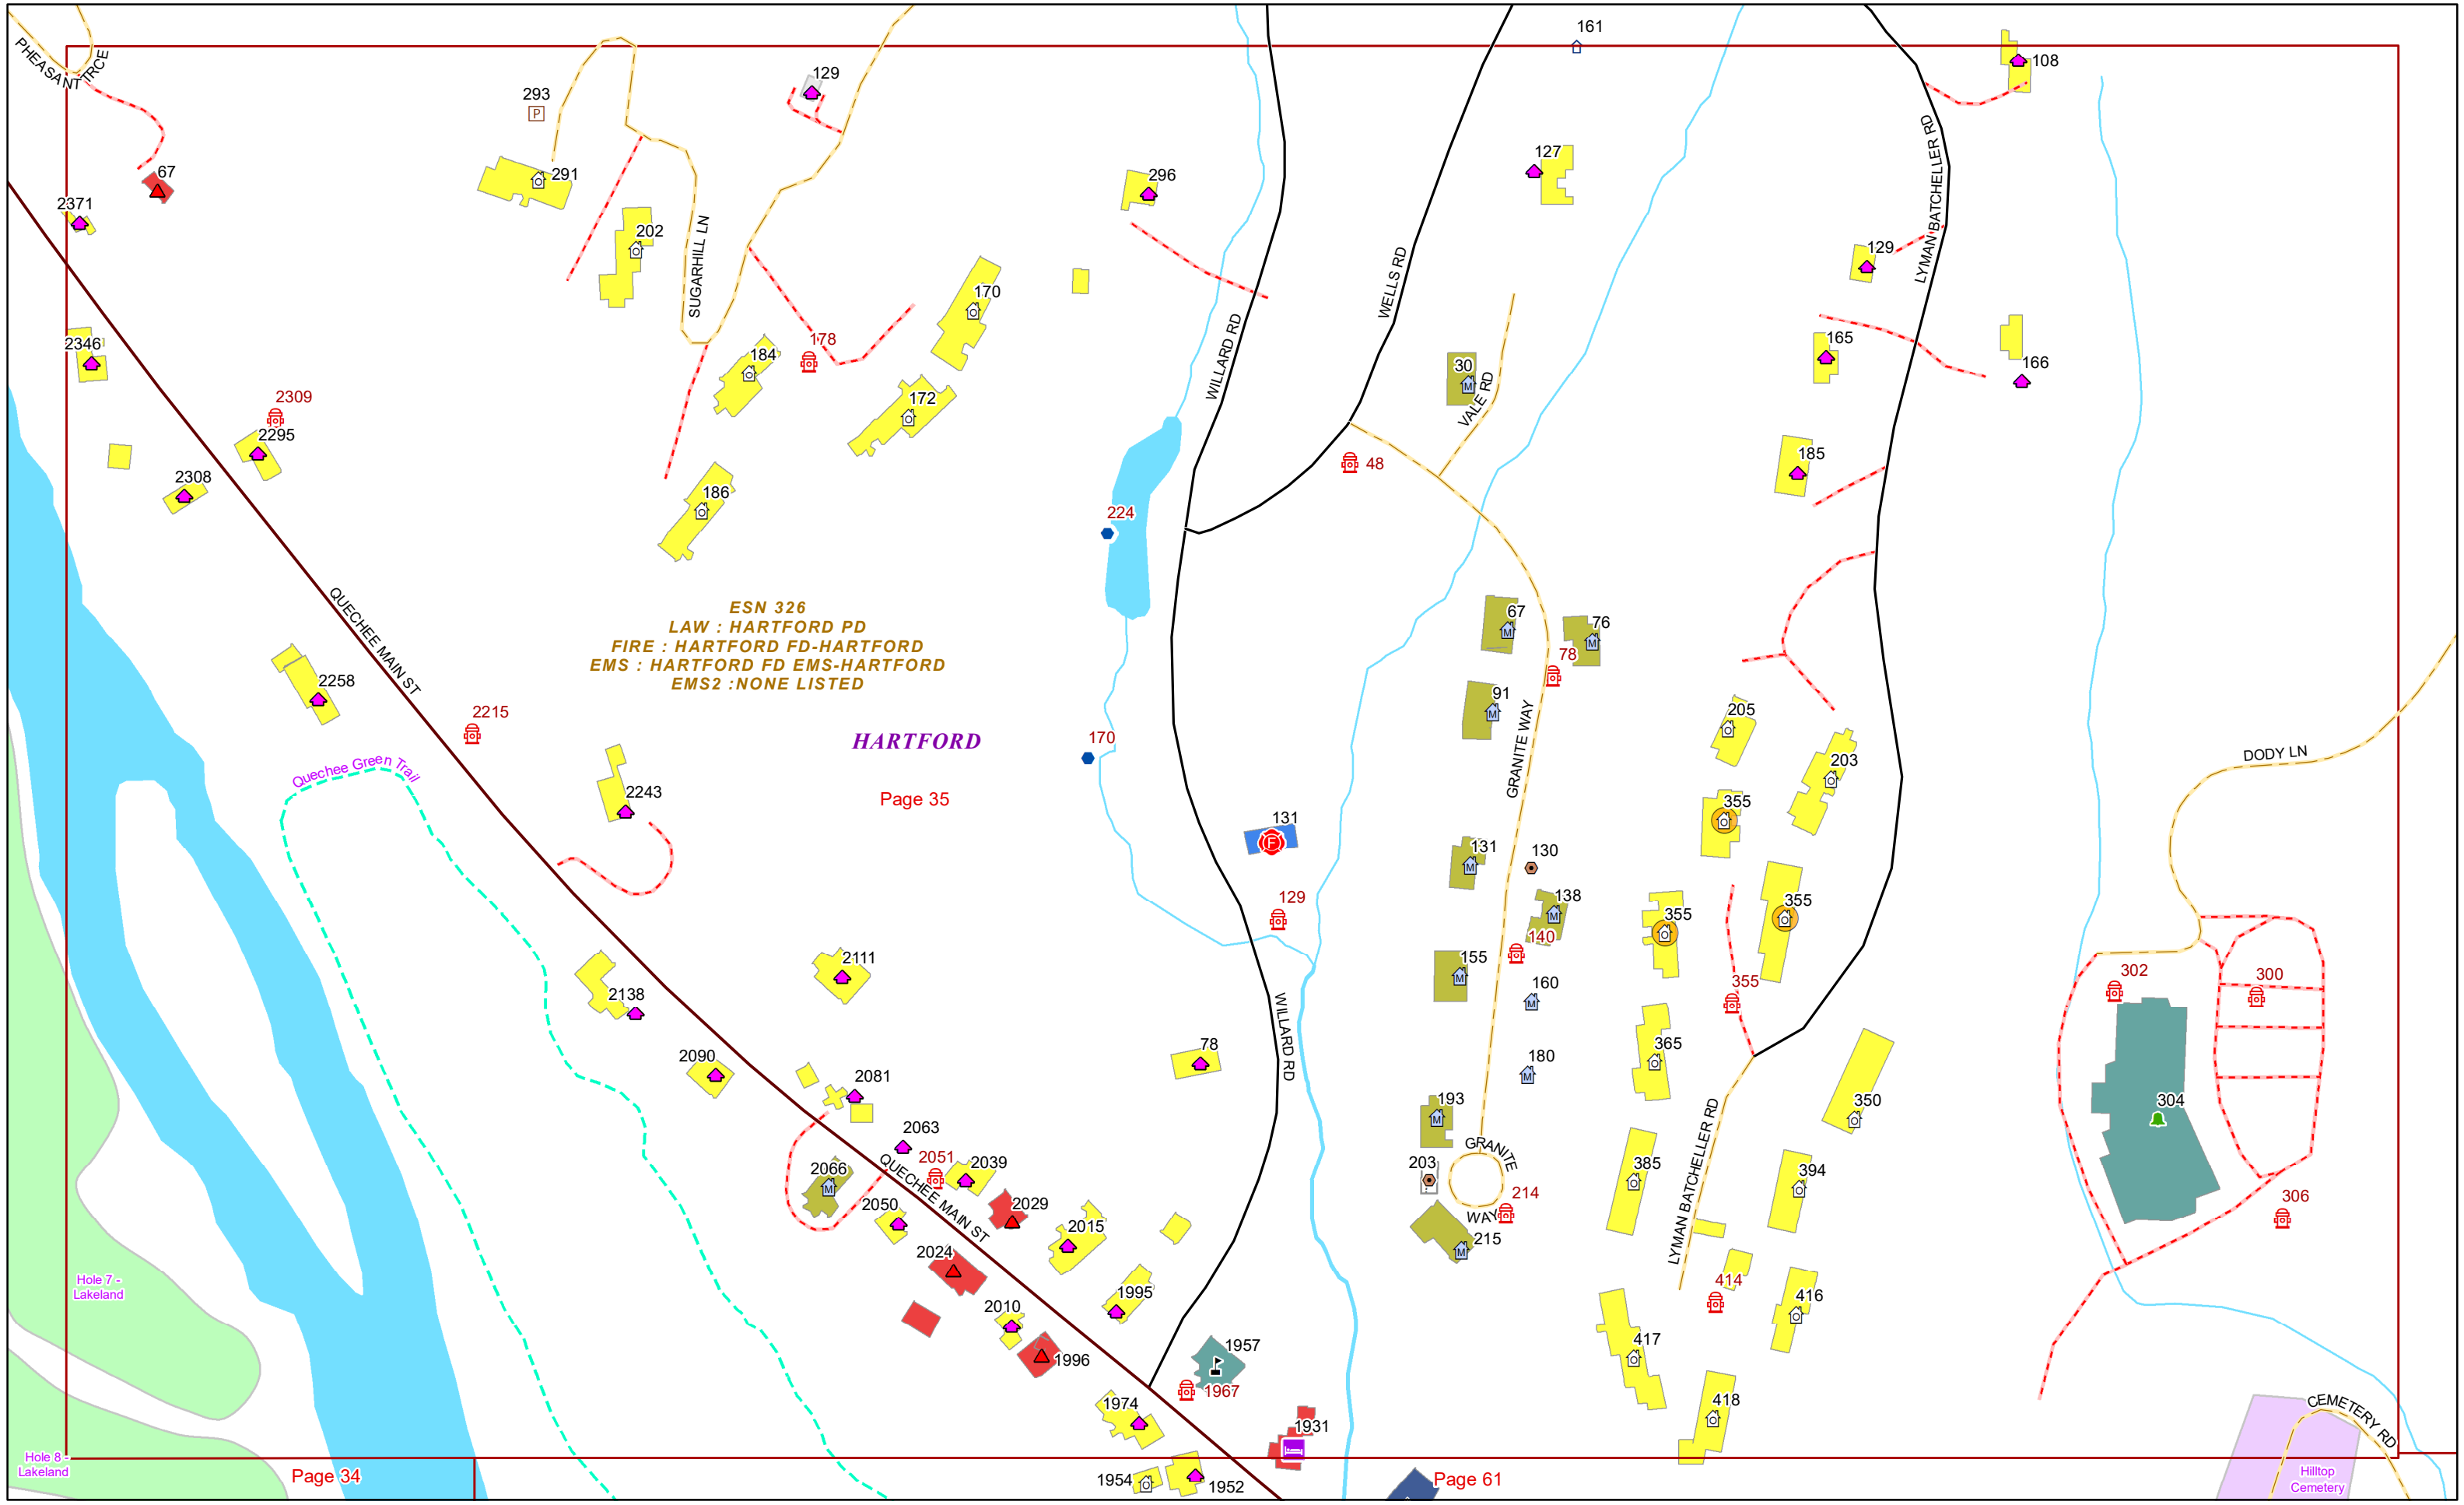 161
PHEASANT TRCE
129
108
293
P
LYMAN BATCHELLER RD
127
67
291
296
2371
202
SUGARHILL LN
129
WELLS RD
170
WILLARD RD
178
165
2346
184
30
M
166
VALE RD
2309
172
2295
185
48
2308
186
224
QUECHEE MAIN ST
ESN 326
LAW : HARTFORD PD
FIRE : HARTFORD FD-HARTFORD
EMS : HARTFORD FD EMS-HARTFORD
EMS2 :NONE LISTED
67
M
76
M
78
2258
91
M
205
2215
HARTFORD
170
GRANITE WAY
DODY LN
Quechee Green Trail
203
2243
Page 35
355
131
F
131
M
130
129
138
M
355
355
140
2111
155
M
302
300
2138
160
M
355
WILLARD RD
78
365
2090
180
M
2081
193
M
350
304
LYMAN BATCHELLER RD
2063
GRANITE
2051
2039
203
385
394
2066
M
QUECHEE MAIN ST
214
306
2050
2029
WAY
2015
215
M
2024
Hole 7 -
Lakeland
414
1995
416
2010
1957
417
1996
1967
1974
418
CEMETERY RD
1931
Hole 8 -
Lakeland
Page 34
1954
1952
Page 61
Hilltop
Cemetery